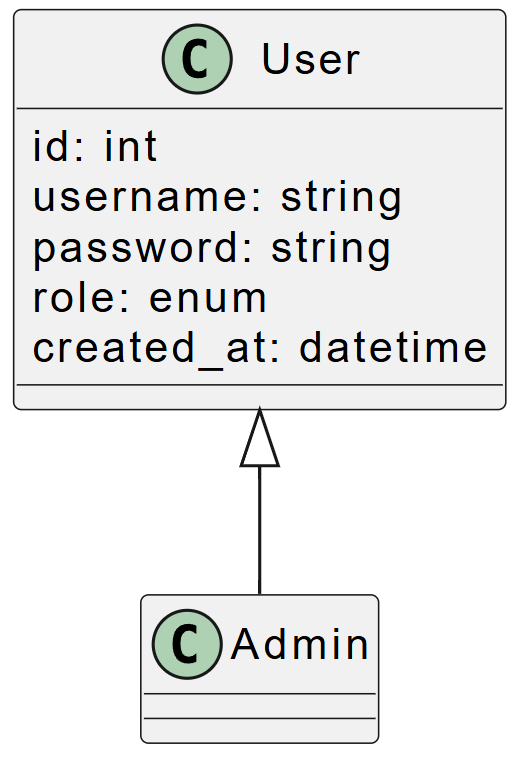 C User
id: int
username: string
password: string
role: enum
created_at: datetime
C Admin